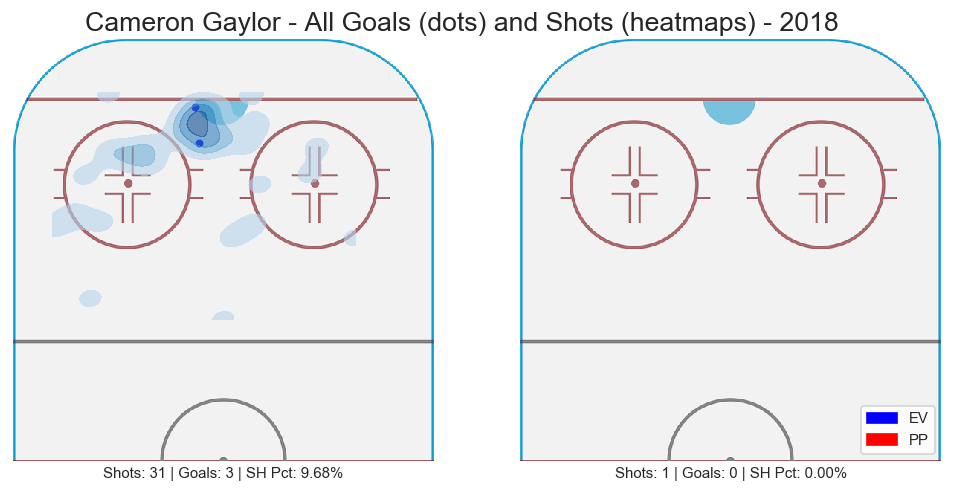 Cameron Gaylor - All Goals (dots) and Shots (heatmaps) - 2018
EV
PP
Shots: 31 | Goals: 3 | SH Pct: 9.68%
Shots: 1 | Goals: 0 | SH Pct: 0.00%